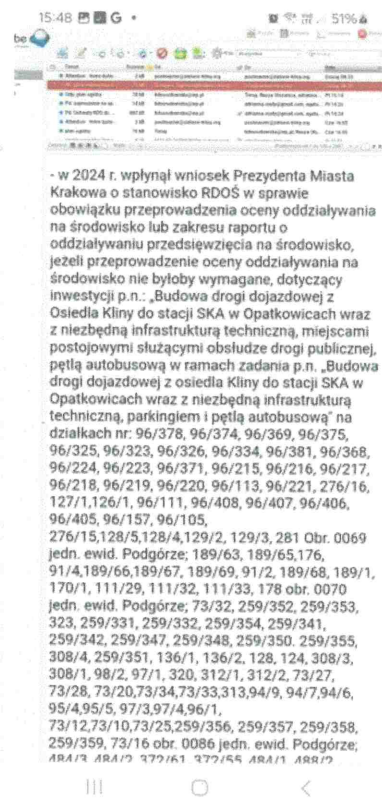 15:48
51%
be
- w 2024 r. wpłynął wniosek Prezydenta Miasta
Krakowa o stanowisko RDOŚ w sprawie
obowiązku przeprowadzenia oceny oddziaływania
na środowisko lub zakresu raportu o
oddziaływaniu przedsięwzięcia na środowisko,
jeżeli przeprowadzenie oceny oddziaływania na
środowisko nie byłoby wymagane, dotyczący
inwestycji p.n.: „Budowa drogi dojazdowej z
Osiedla Kliny do stacji SKA w Opatkowicach wraz
z niezbędną infrastrukturą techniczną, miejscami
postojowymi służącymi obsłudze drogi publicznej,
pętlą autobusową w ramach zadania p.n. „Budowa
drogi dojazdowej z osiedla Kliny do stacji SKA w
Opatkowicach wraz z niezbędną infrastrukturą
techniczną, parkingiem i pętlą autobusową" na
działkach nr: 96/378, 96/374, 96/369, 96/375,
96/325, 96/323, 96/326, 96/334, 96/381, 96/368,
96/224, 96/223, 96/371, 96/215, 96/216, 96/217,
96/218, 96/219, 96/220, 96/113, 96/221, 276/16,
127/1,126/1, 96/111, 96/408, 96/407, 96/406,
96/405, 96/157, 96/105,
276/15,128/5,128/4,129/2, 129/3, 281 Obr. 0069
jedn. ewid. Podgórze; 189/63, 189/65,176,
91/4,189/66,189/67, 189/69, 91/2, 189/68, 189/1,
170/1, 111/29, 111/32, 111/33, 178 obr. 0070
jedn. ewid. Podgórze; 73/32, 259/352, 259/353,
323, 259/331, 259/332, 259/354, 259/341,
259/342, 259/347, 259/348, 259/350. 259/355,
308/4, 259/351, 136/1, 136/2, 128, 124, 308/3,
308/1, 98/2, 97/1, 320, 312/1, 312/2, 73/27,
73/28, 73/20,73/34,73/33,313,94/9, 94/7,94/6,
95/4,95/5, 97/3,97/4,96/1,
73/12,73/10,73/25,259/356, 259/357, 259/358,
259/359, 73/16 obr. 0086 jedn. ewid. Podgórze;
484/3, 484/2, 372/61, 372/55, 484/1, 488/2